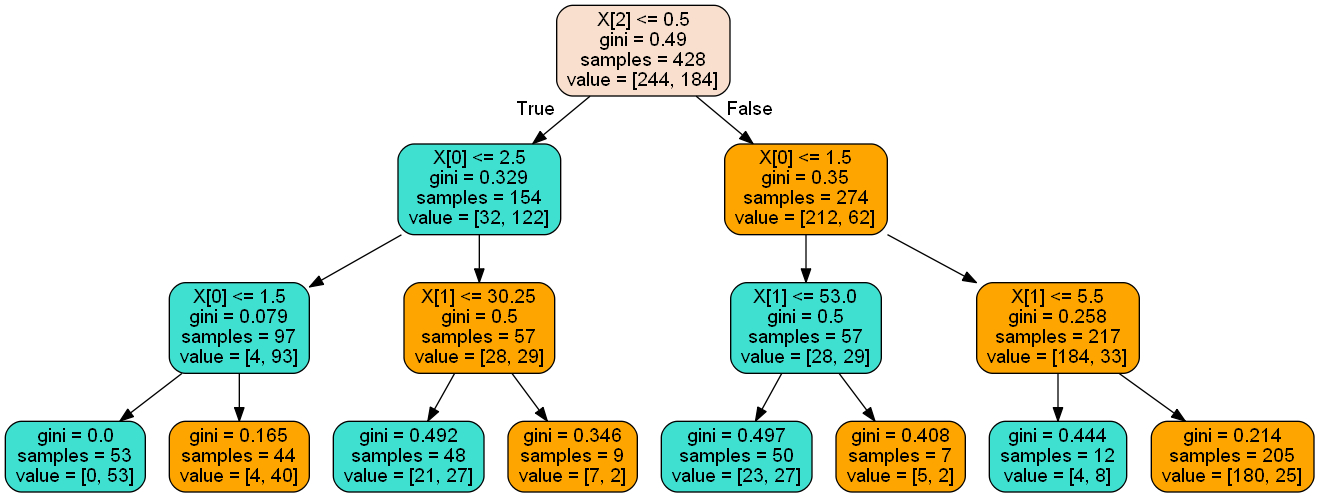 X[2] <= 0.5
gini = 0.49
samples = 428
value = [244, 184]
True
False
X[0] <= 2.5
gini = 0.329
samples = 154
value = [32, 122]
X[0] <= 1.5
gini = 0.35
samples = 274
value = [212, 62]
X[0] <= 1.5
gini = 0.079
samples = 97
value = [4, 93]
X[1] <= 30.25
gini = 0.5
samples = 57
value = [28, 29]
X[1] <= 53.0
gini = 0.5
samples = 57
value = [28, 29]
X[1] <= 5.5
gini = 0.258
samples = 217
value = [184, 33]
gini = 0.0
samples = 53
value = [0, 53]
gini = 0.165
samples = 44
value = [4, 40]
gini = 0.492
samples = 48
value = [21, 27]
gini = 0.346
samples = 9
value = [7, 2]
gini = 0.497
samples = 50
value = [23, 27]
gini = 0.408
samples = 7
value = [5, 2]
gini = 0.444
samples = 12
value = [4, 8]
gini = 0.214
samples = 205
value = [180, 25]